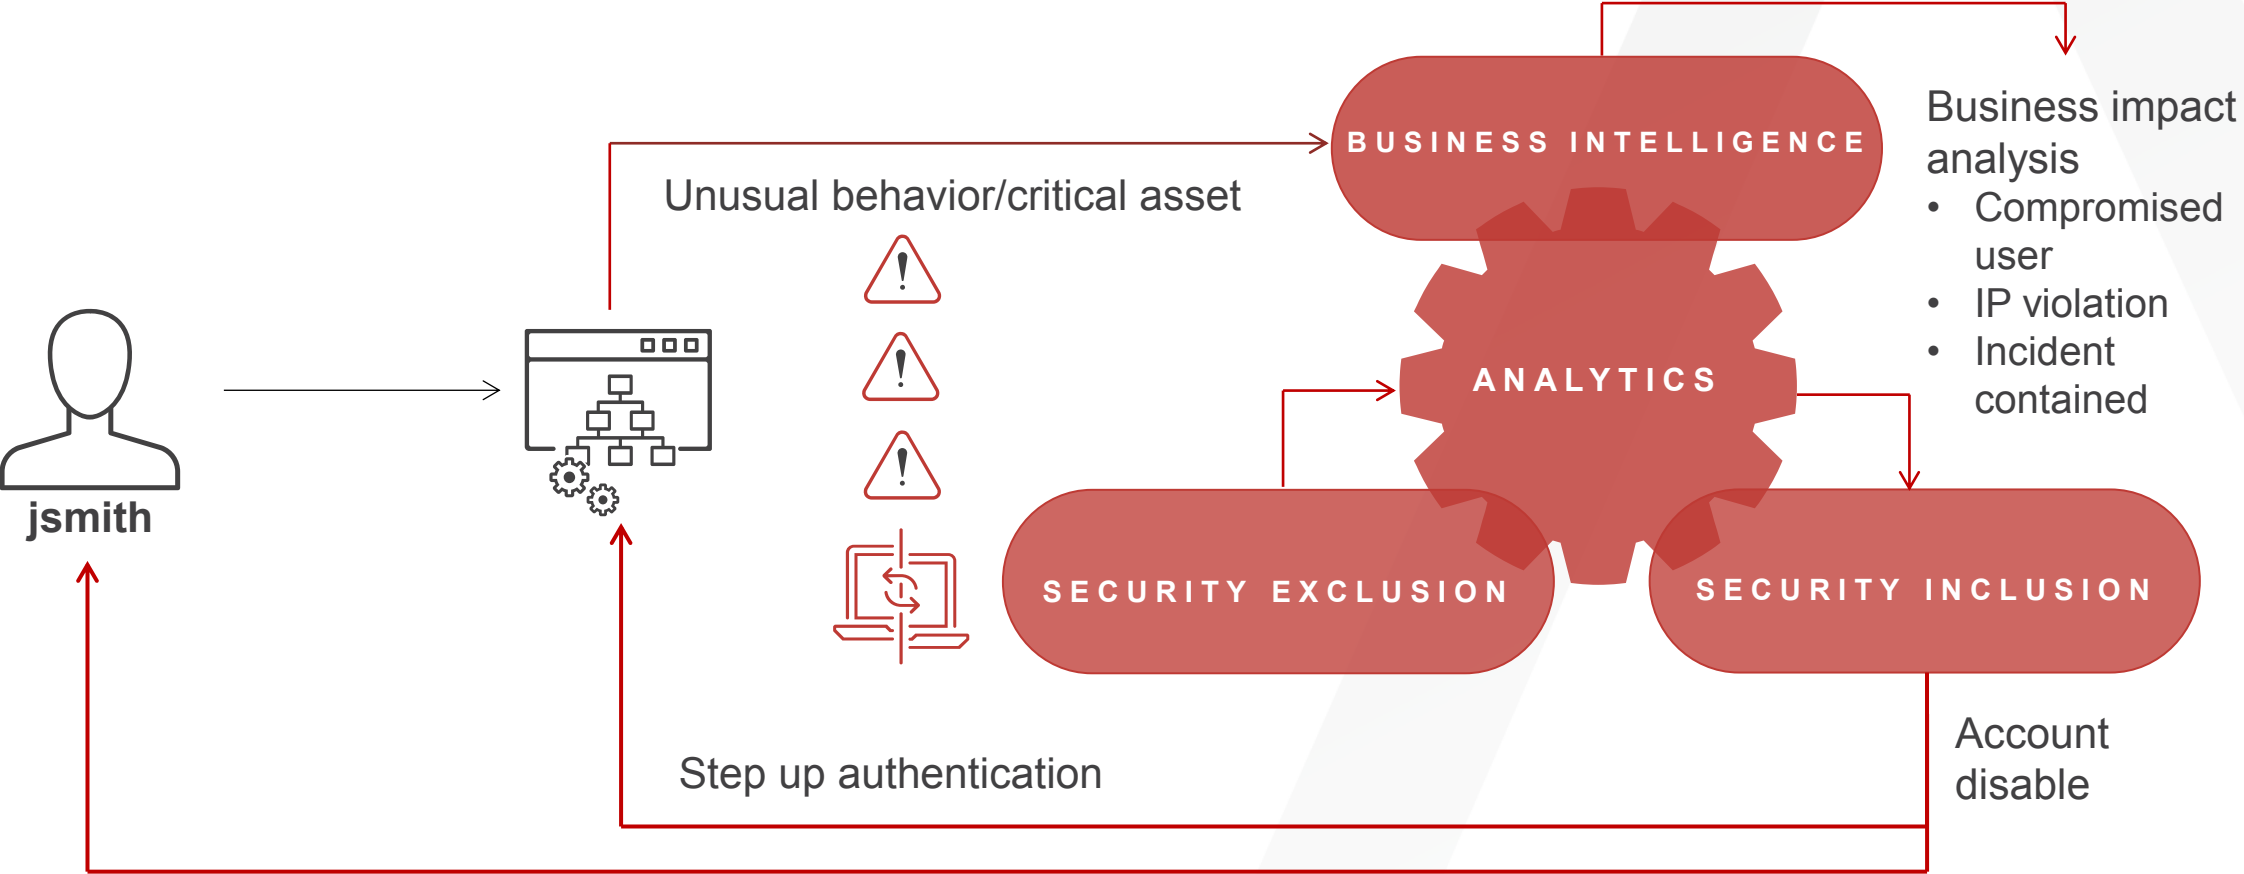 BUSINESS INTELLIGENCE
Unusual behavior/critical asset
Business impact
analysis
• Compromised
user
• IP violation
• Incident
contained
ANALYTICS
jsmith
SECURITY EXCLUSION
SECURITY INCLUSION
Step up authentication
Account
disable